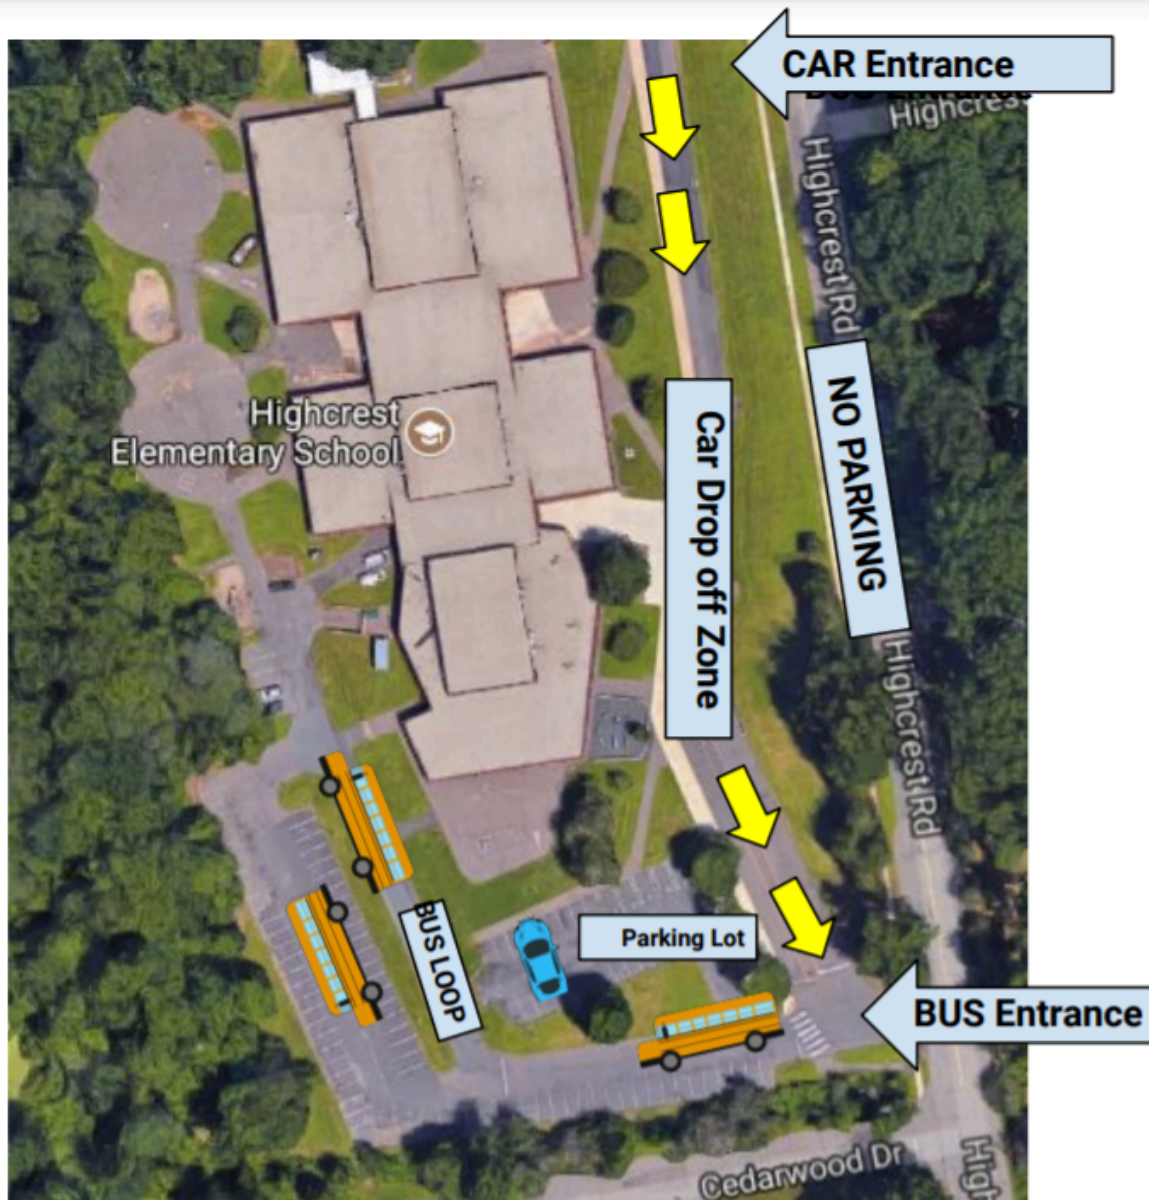 CAR Entrance
Highcrest
Highcrest Rd
NO PARKING
Highcrest
Elementary School
Car Drop off Zone
Highcrest Rd
BUS LOOP
Parking Lot
BUS Entrance
Cedarwood Dr